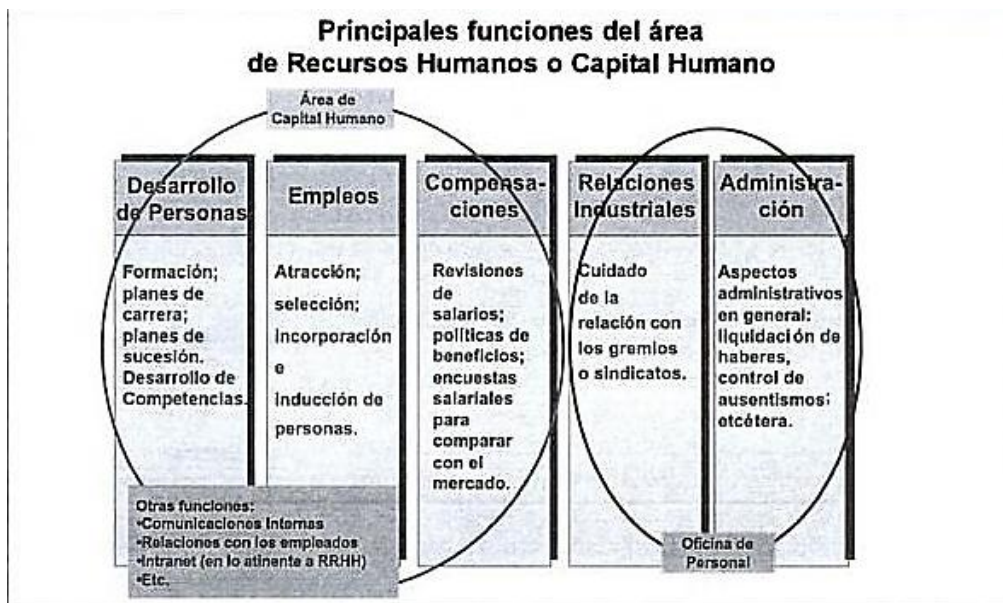 Principales funciones del área
de Recursos Humanos o Capital Humano
Área de
Capital Humano
Desarrollo
de Personas
Formación;
planes de
carrera;
planes de
sucesión.
Desarrollo de
Competencias.
Empleos
Atracción;
selección;
incorporación
e
inducción de
personas.
Compensa-
ciones
Revisiones
de
salarios;
políticas de
beneficios;
encuestas
salariales
para
comparar
con el
mercado.
Relaciones
Industriales
Cuidado
de la
relación con
los gremios
o sindicatos.
Administra-
ción
Aspectos
administrativos
en general:
liquidación de
haberes,
control de
ausentismos;
etcétera.
Otras funciones:
•Comunicaciones Internas
•Relaciones con los empleados
•Intranet (en lo atinente a RRHH)
•Etc.
Oficina de
Personal